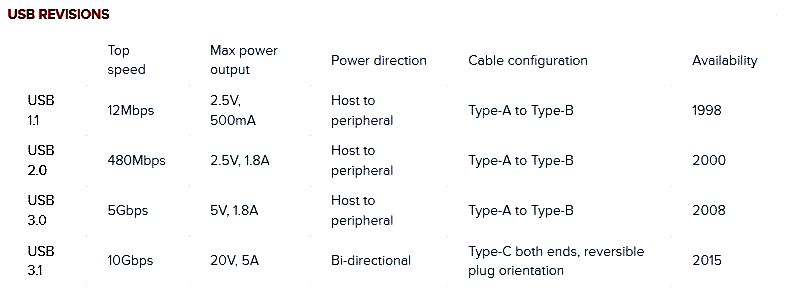 USB REVISIONS
Top speed	Max power output	Power direction	Cable configuration	Availability
USB 1.1	12Mbps	2.5V, 500mA	Host to peripheral	Type-A to Type-B	1998
USB 2.0	480Mbps	2.5V, 1.8A	Host to peripheral	Type-A to Type-B	2000
USB 3.0	5Gbps	5V, 1.8A	Host to peripheral	Type-A to Type-B	2008
USB 3.1	10Gbps	20V, 5A	Bi-directional	Type-C both ends, reversible plug orientation	2015